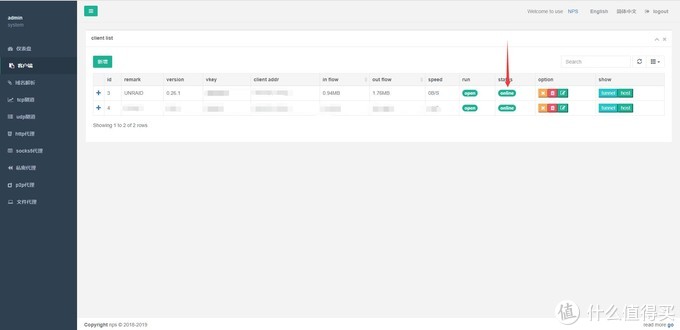 admin
system
Welcome to use NPS English 简体中文 logout
仪表盘
客户端
域名解析
tcp隧道
udp隧道
http代理
socks5代理
私密代理
p2p代理
文件代理
client list
新增
Search
id remark version vkey client addr in flow out flow speed run status option show
3 UNRAID 0.26.1 0.94MB 1.76MB 0B/S open online tunnel host
4 open online tunnel host
Showing 1 to 2 of 2 rows
Copyright nps © 2018-2019
read more go
值 什么值得买